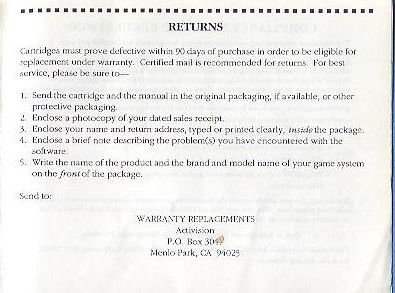 RETURNS
Cartridges must prove defective within 90 days of purchase in order to be eligible for
replacement under warranty. Certified mail is recommended for returns. For best
service, please be sure to—
1. Send the cartridge and the manual in the original packaging, if available, or other
protective packaging.
2. Enclose a photocopy of your dated sales receipt.
3. Enclose your name and return address, typed or printed clearly, inside the package.
4. Enclose a brief note describing the problem(s) you have encountered with the
software.
5. Write the name of the product and the brand and model name of your game system
on the front of the package.
Send to:
WARRANTY REPLACEMENTS
Activision
P.O. Box
Menlo Park, CA 94025